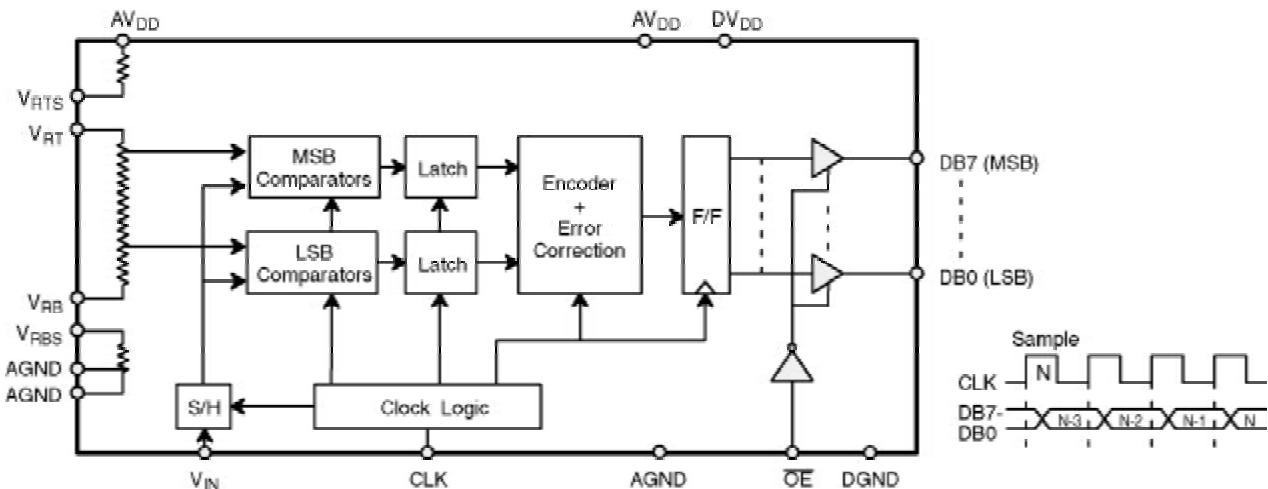 AVDD
AVDD
DVDD
VRTS
VRT
MSB
Comparators
Latch
Encoder
+
Error
Correction
F/F
DB7 (MSB)
LSB
Comparators
Latch
DB0 (LSB)
VRB
VRBS
AGND
AGND
S/H
Clock Logic
VIN
CLK
AGND
OE
DGND
Sample
CLK
N
DB7-
DB0
N-3
N-2
N-1
N